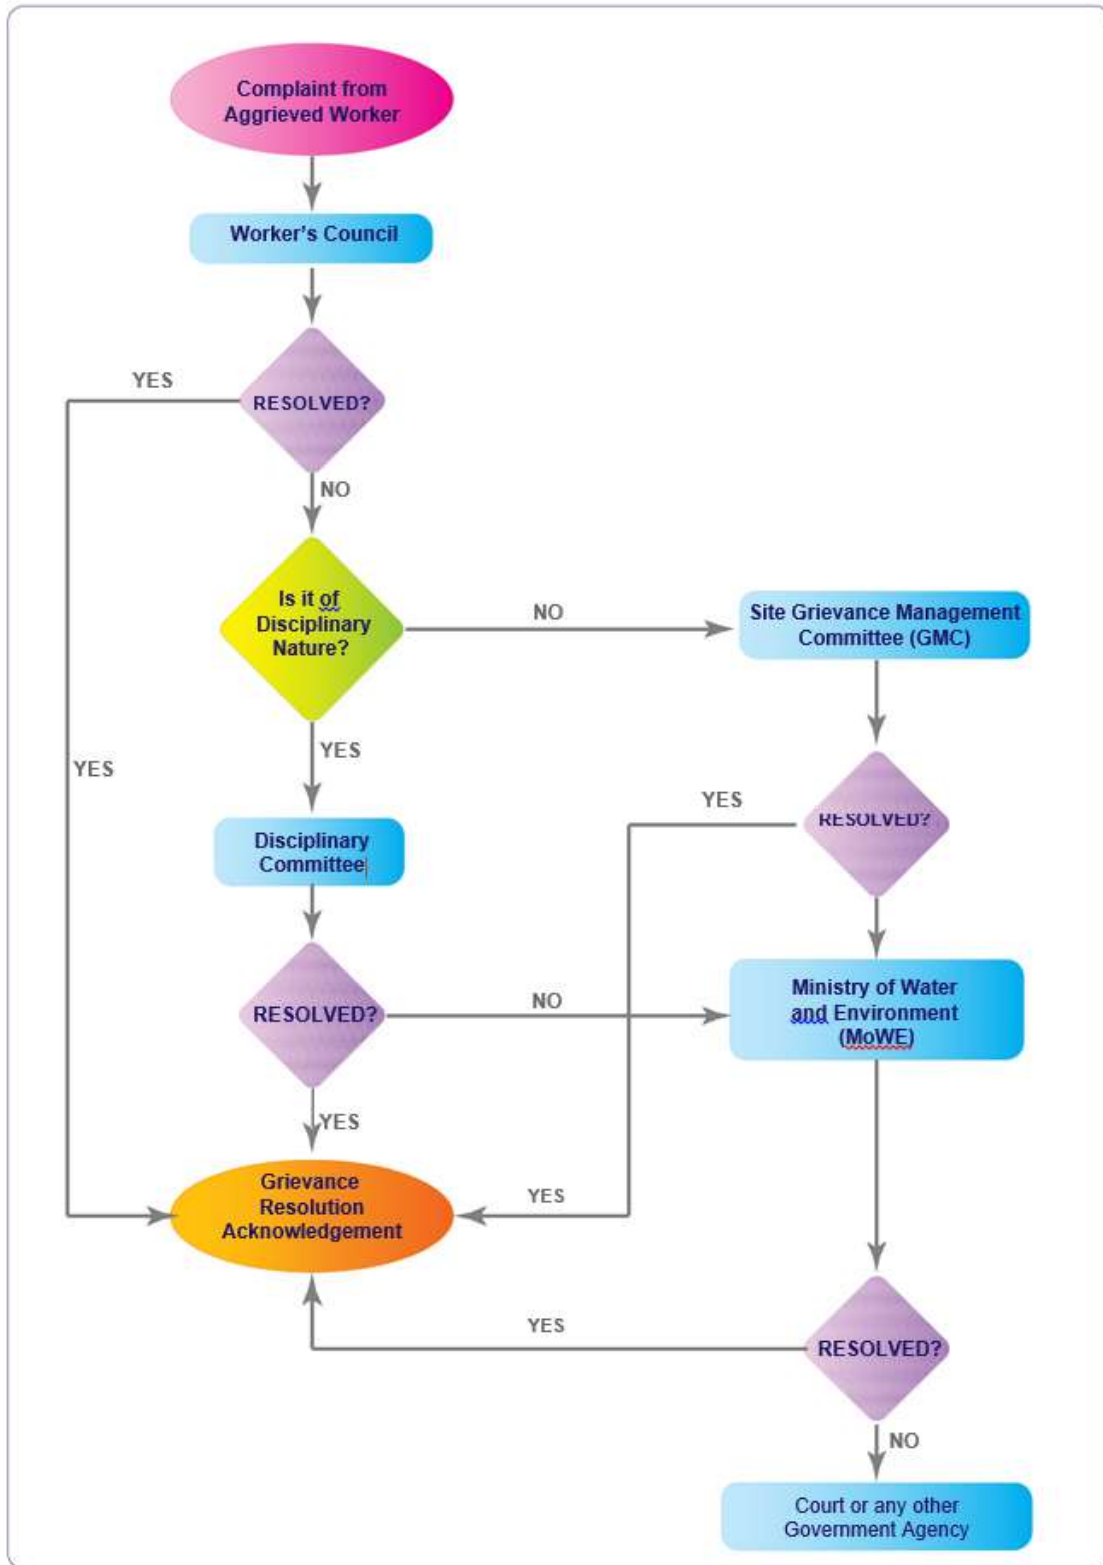 Complaint from
Aggrieved Worker
Worker's Council
YES
RESOLVED?
NO
Is it of
Disciplinary
Nature?
NO
Site Grievance Management
Committee (GMC)
YES
YES
Disciplinary
Committee
YES
RESOLVED?
RESOLVED?
NO
Ministry of Water
and Environment
(MoWE)
YES
Grievance
Resolution
Acknowledgement
YES
YES
RESOLVED?
NO
Court or any other
Government Agency